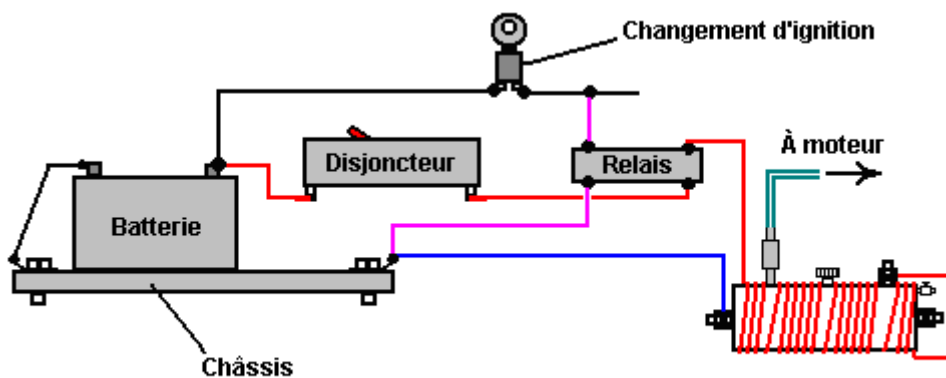 Changement d'ignition
Disjoncteur
Relais
À moteur
Batterie
Châssis